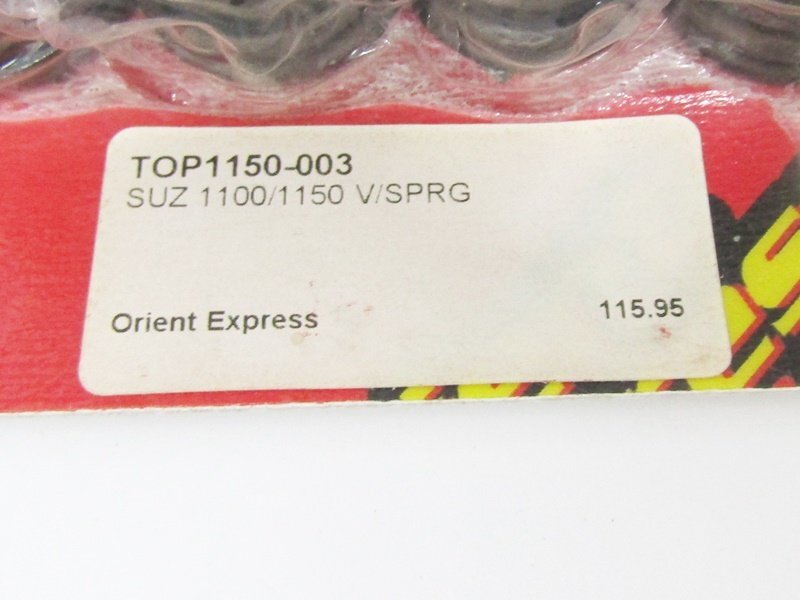 TOP1150-003
SUZ 1100/1150 V/SPRG
Orient Express
115.95